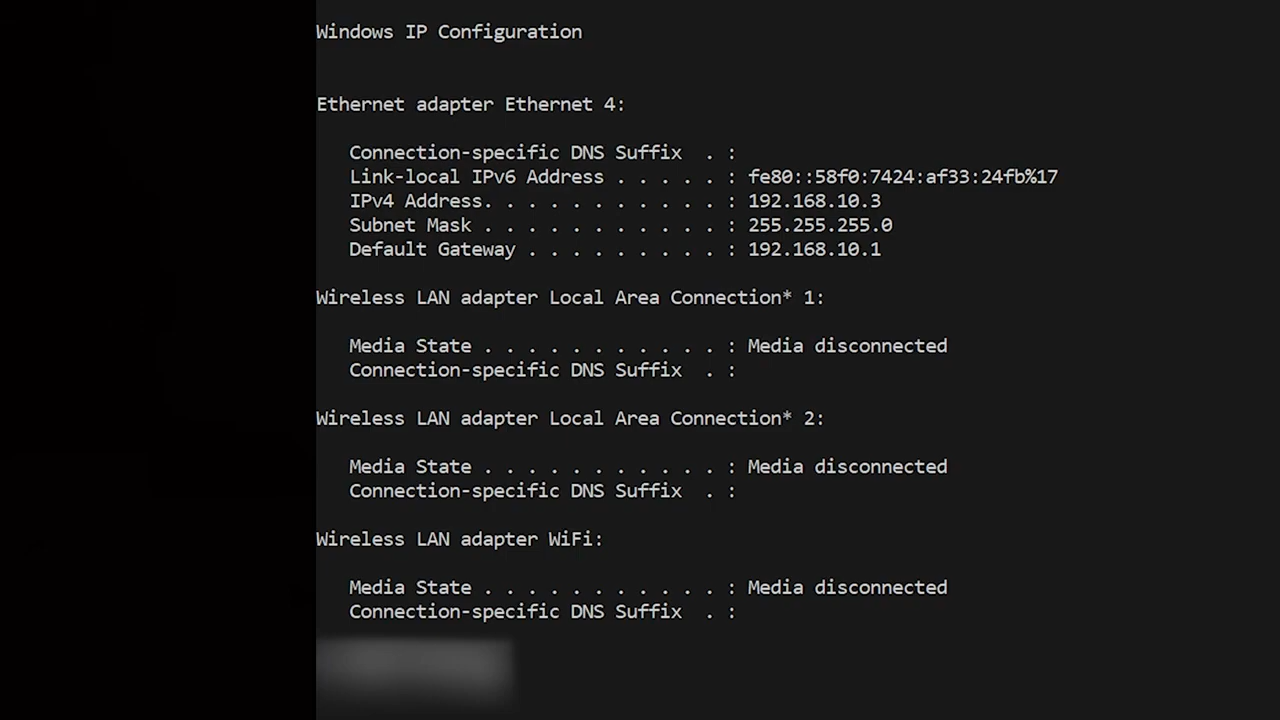 Windows IP Configuration
Ethernet adapter Ethernet 4:
Connection-specific DNS Suffix  . :
Link-local IPv6 Address . . . . . : fe80::58f0:7424:af33:24fb%17
IPv4 Address. . . . . . . . . . . : 192.168.10.3
Subnet Mask . . . . . . . . . . . : 255.255.255.0
Default Gateway . . . . . . . . . : 192.168.10.1
Wireless LAN adapter Local Area Connection* 1:
Media State . . . . . . . . . . . : Media disconnected
Connection-specific DNS Suffix  . :
Wireless LAN adapter Local Area Connection* 2:
Media State . . . . . . . . . . . : Media disconnected
Connection-specific DNS Suffix  . :
Wireless LAN adapter WiFi:
Media State . . . . . . . . . . . : Media disconnected
Connection-specific DNS Suffix  . :